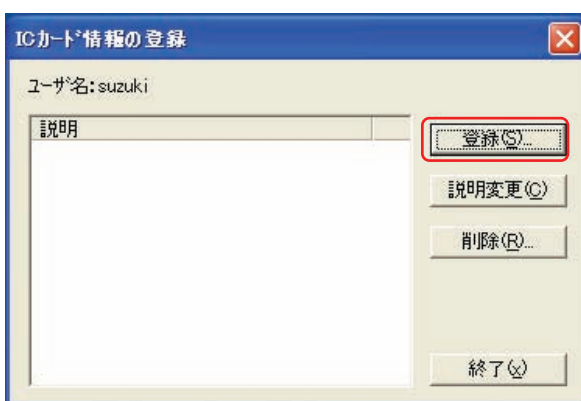 ICカード情報の登録
ユーザ名:suzuki
説明
登録(S)...
説明変更(C)
削除(R)...
終了(x)